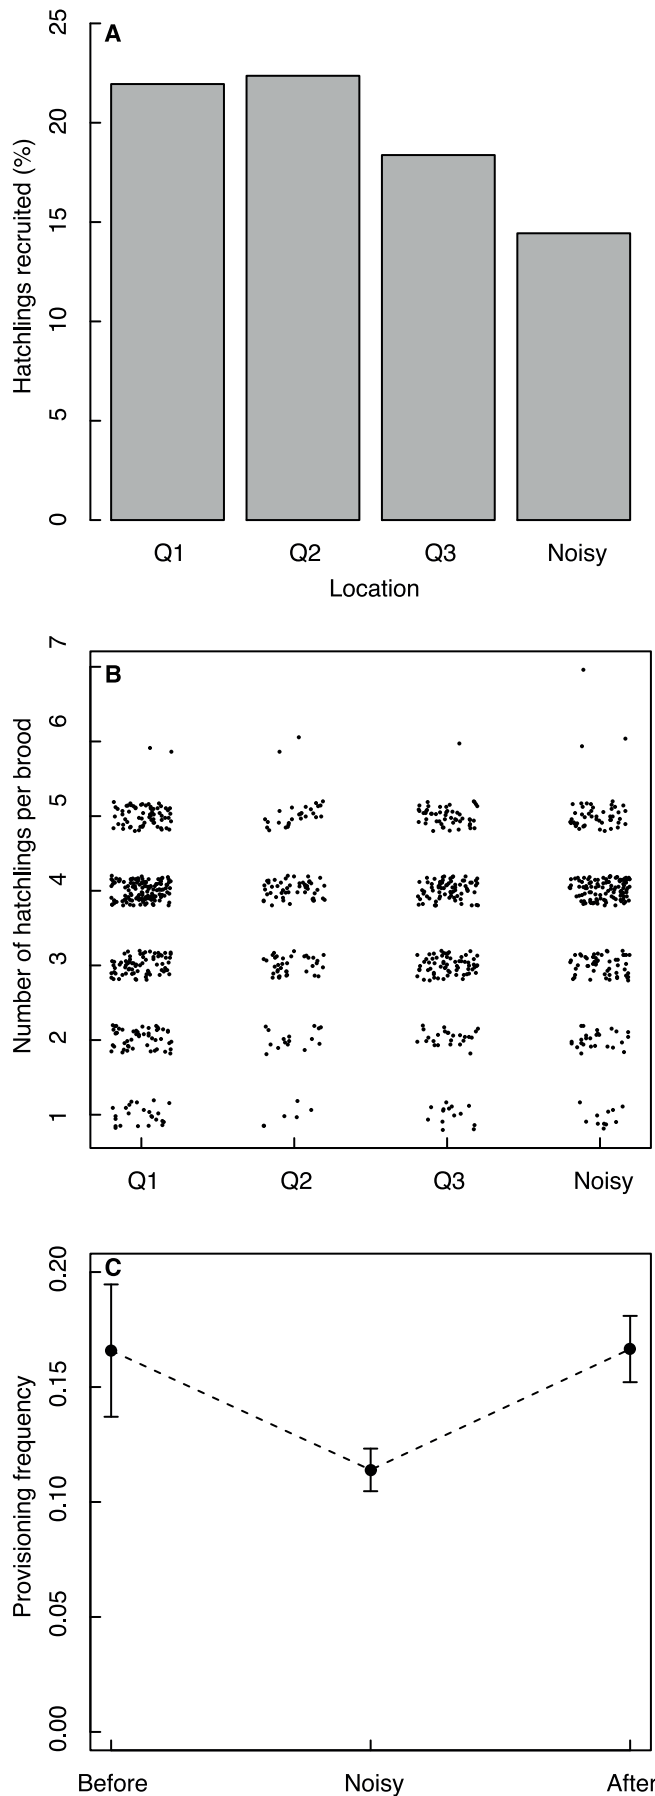 A
Hatchlings recruited (%)
25
20
15
10
5
0
Q1 Q2 Q3 Noisy
Location
B
Number of hatchlings per brood
7
6
5
4
3
2
1
Q1 Q2 Q3 Noisy
C
Provisioning frequency
0.20
0.15
0.10
0.05
0.00
Before Noisy After